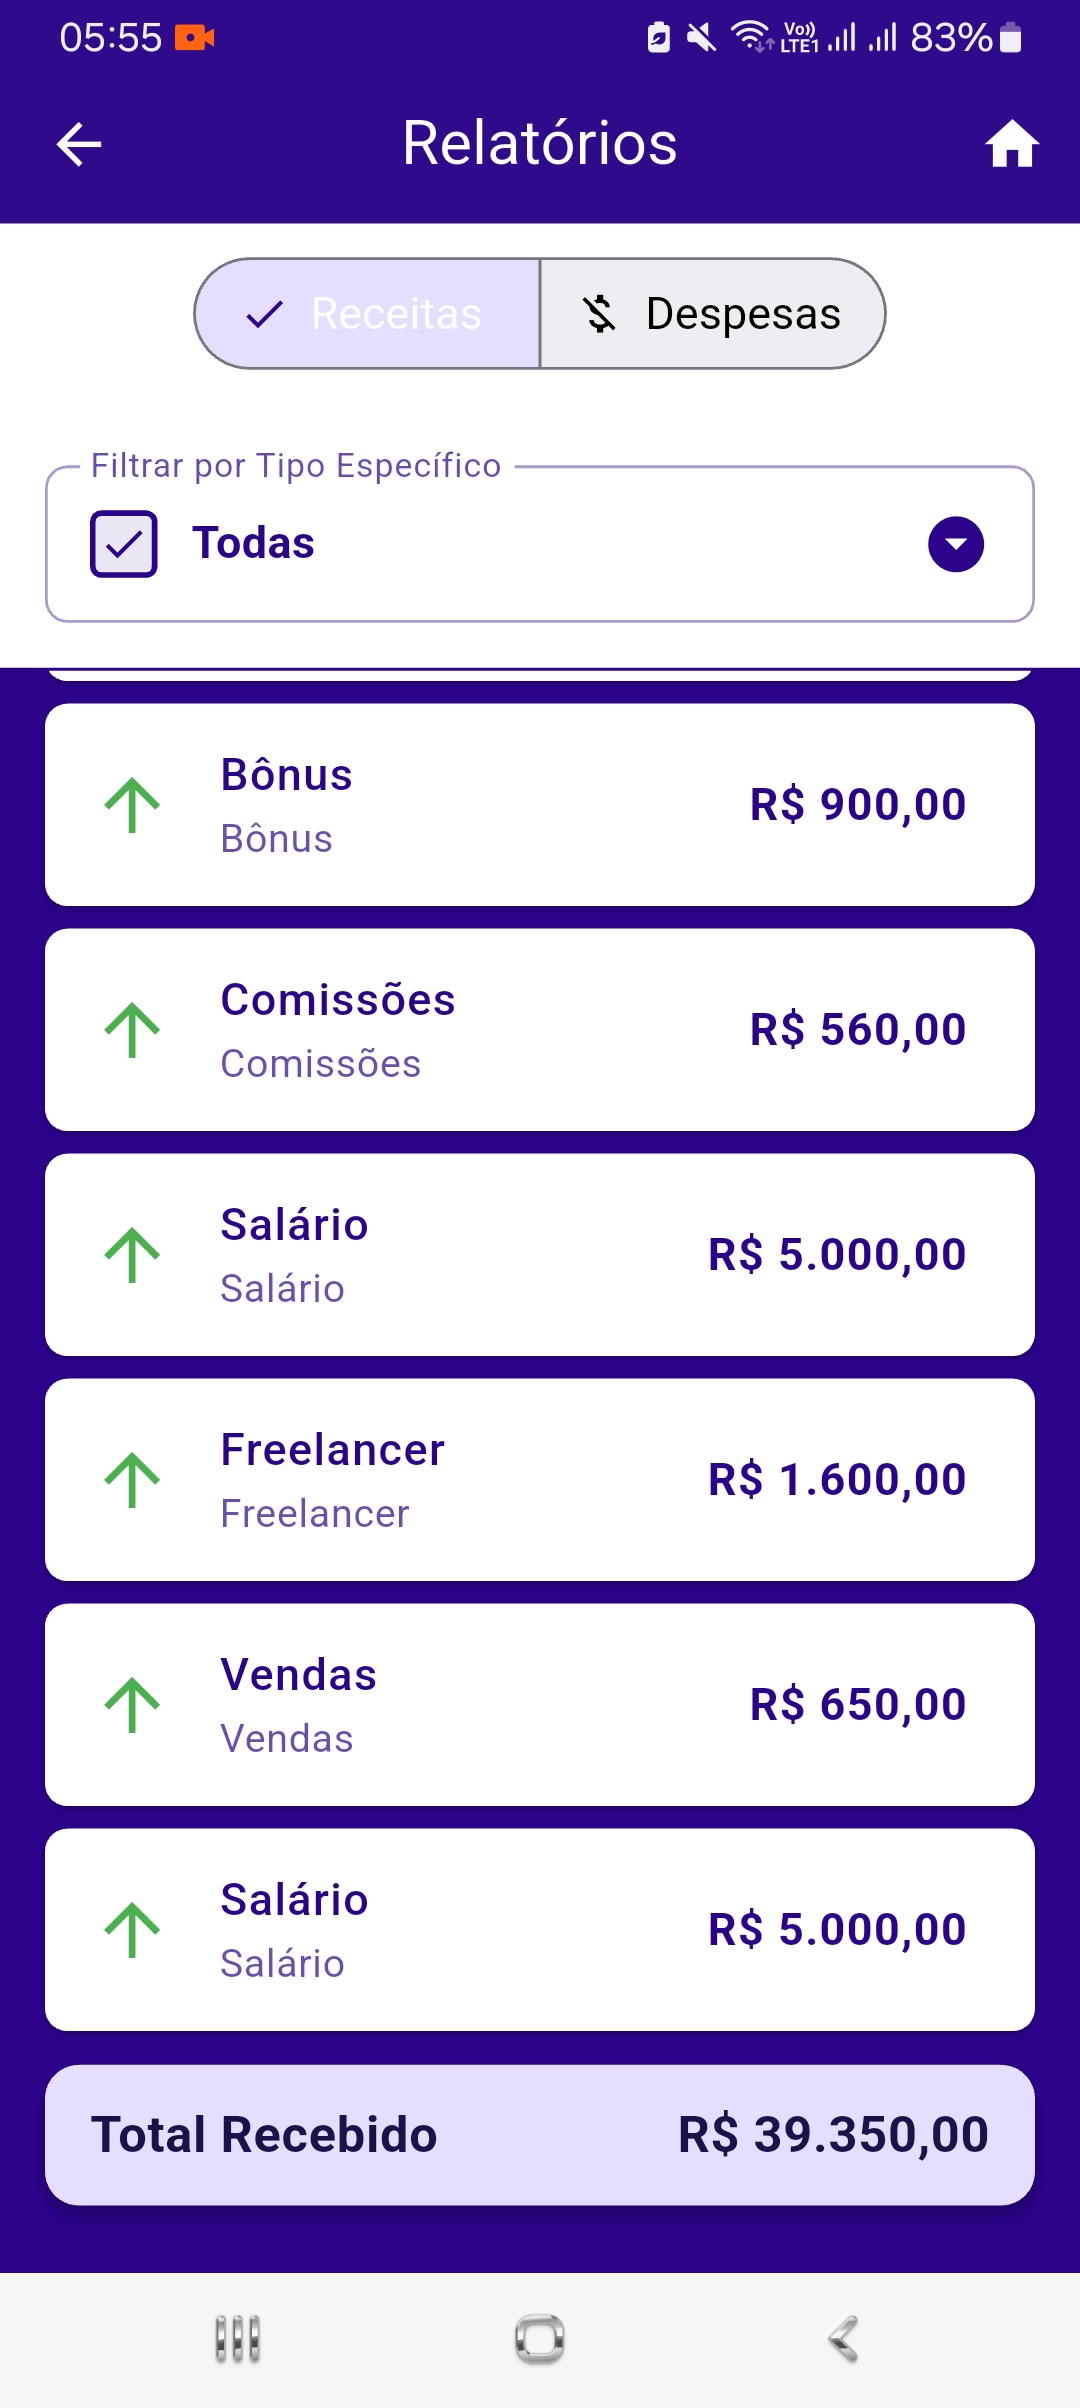 05:55
Vo)) LTE1 83%
Relatórios
Receitas
Despesas
Filtrar por Tipo Específico
Todas
Bônus
Bônus
R$ 900,00
Comissões
Comissões
R$ 560,00
Salário
Salário
R$ 5.000,00
Freelancer
Freelancer
R$ 1.600,00
Vendas
Vendas
R$ 650,00
Salário
Salário
R$ 5.000,00
Total Recebido
R$ 39.350,00